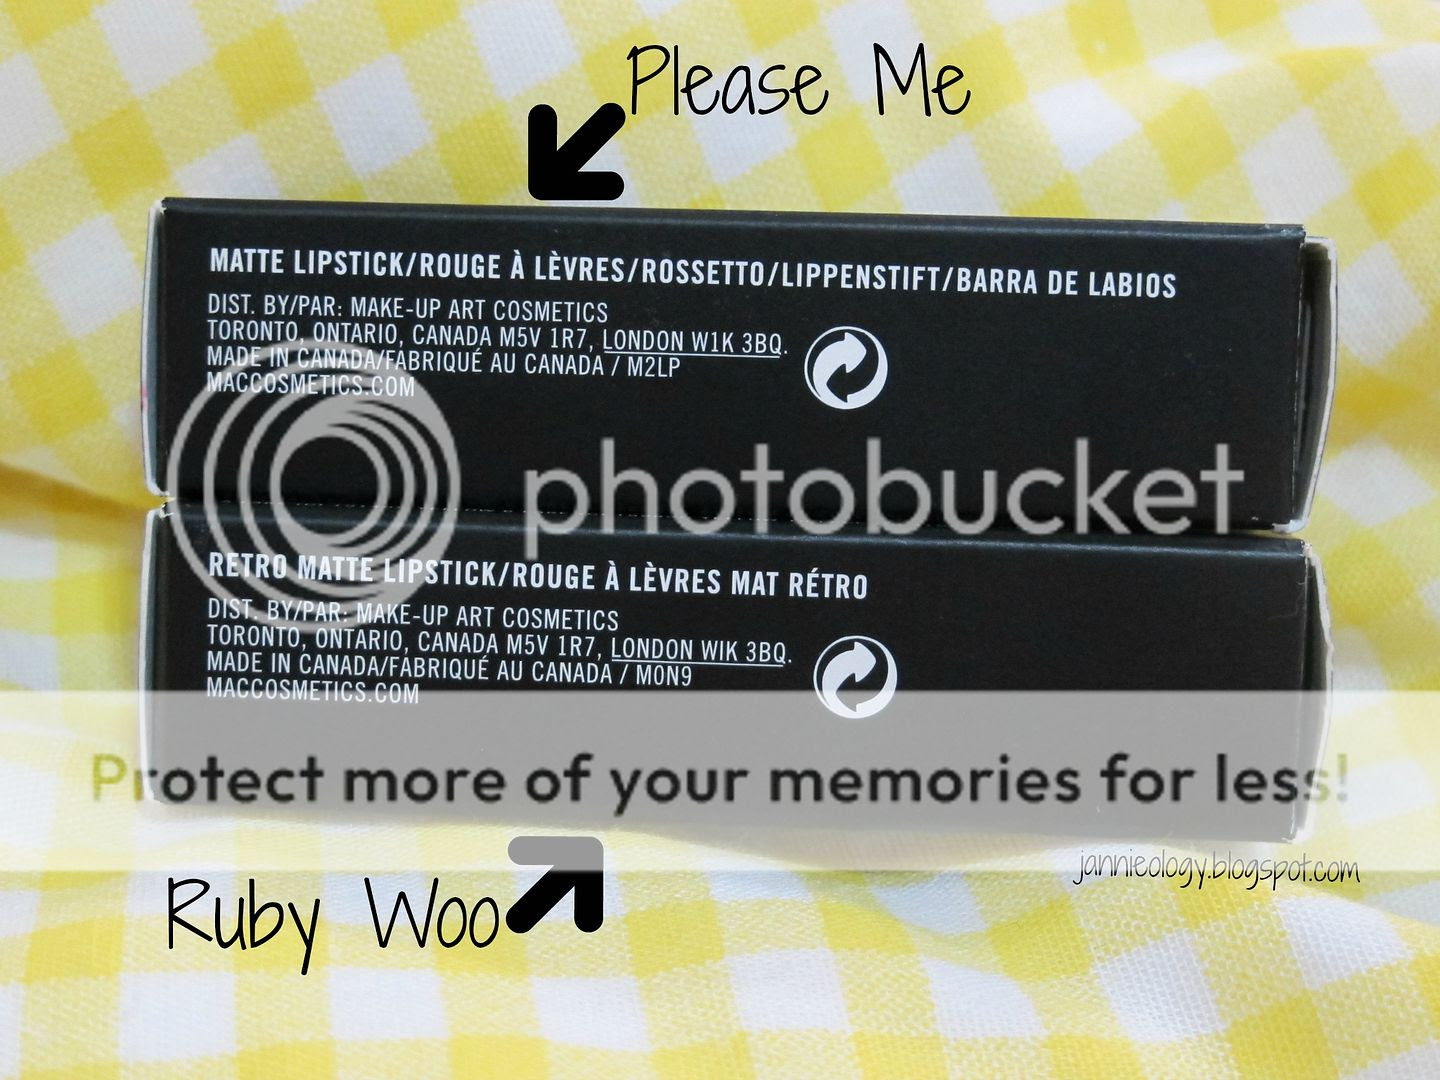 Please Me
MATTE LIPSTICK/ROUGE À LÈVRES/ROSSETTO/LIPPENSTIFT/BARRA DE LABIOS
DIST. BY/PAR: MAKE-UP ART COSMETICS
TORONTO, ONTARIO, CANADA M5V 1R7, LONDON W1K 3BQ.
MADE IN CANADA/FABRIQUÉ AU CANADA / M2LP
MACCOSMETICS.COM
photobucket
RETRO MATTE LIPSTICK/ROUGE À LÈVRES MAT RÉTRO
DIST. BY/PAR: MAKE-UP ART COSMETICS
TORONTO, ONTARIO, CANADA M5V 1R7, LONDON WIK 3BQ.
MADE IN CANADA/FABRIQUÉ AU CANADA / M0N9
MACCOSMETICS.COM
Protect more of your memories for less!
jannieology.blogspot.com
Ruby Woo